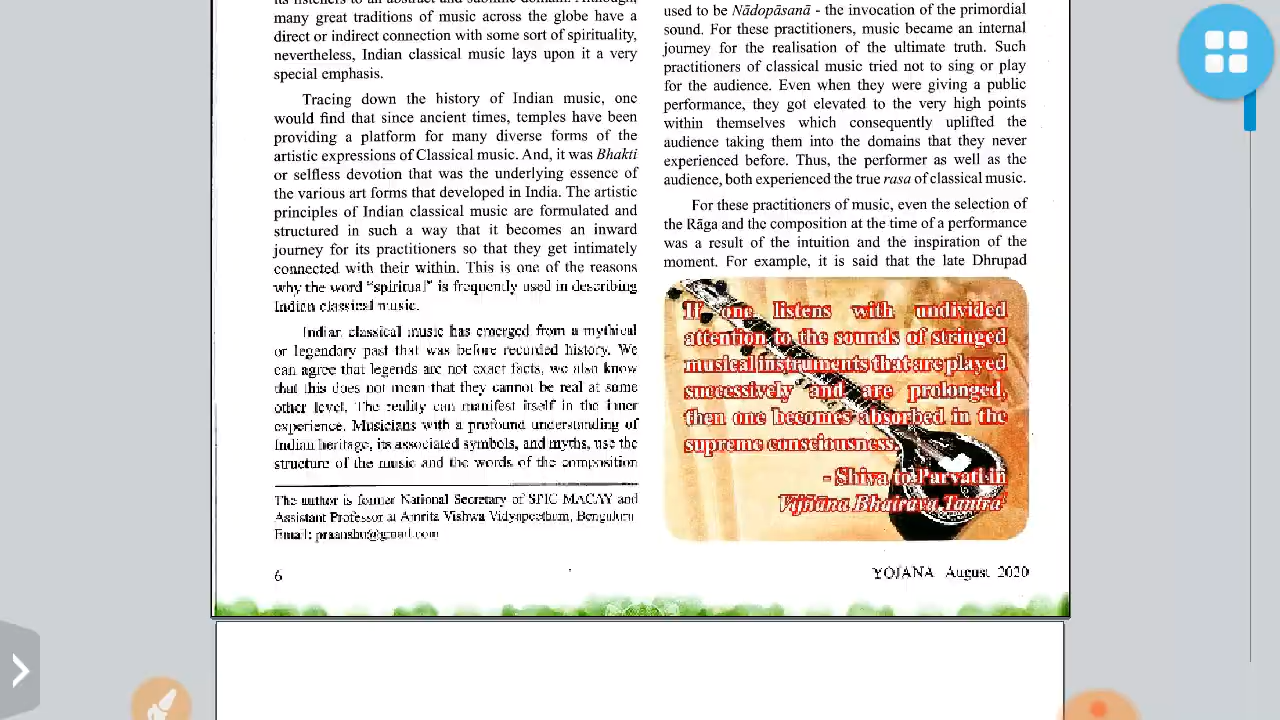 its listeners to an abstract and sublime domain. Although,
many great traditions of music across the globe have a
direct or indirect connection with some sort of spirituality,
nevertheless, Indian classical music lays upon it a very
special emphasis.
Tracing down the history of Indian music, one
would find that since ancient times, temples have been
providing a platform for many diverse forms of the
artistic expressions of Classical music. And, it was Bhakti
or selfless devotion that was the underlying essence of
the various art forms that developed in India. The artistic
principles of Indian classical music are formulated and
structured in such a way that it becomes an inward
journey for its practitioners so that they get intimately
connected with their within. This is one of the reasons
why the word "spiritual" is frequently used in describing
Indian classical music.
Indian classical music has emerged from a mythical
or legendary past that was before recorded history. We
can agree that legends are not exact facts, we also know
that this does not mean that they cannot be real at some
other level. The reality can manifest itself in the inner
experience. Musicians with a profound understanding of
Indian heritage, its associated symbols, and myths, use the
structure of the music and the words of the composition
The author is former National Secretary of SPIC MACAY and
Assistant Professor at Amrita Vishwa Vidyapeetham, Bengaluru
Email: praanshu@gmail.com
6
used to be Nādopāsanā - the invocation of the primordial
sound. For these practitioners, music became an internal
journey for the realisation of the ultimate truth. Such
practitioners of classical music tried not to sing or play
for the audience. Even when they were giving a public
performance, they got elevated to the very high points
within themselves which consequently uplifted the
audience taking them into the domains that they never
experienced before. Thus, the performer as well as the
audience, both experienced the true rasa of classical music.
For these practitioners of music, even the selection of
the Rāga and the composition at the time of a performance
was a result of the intuition and the inspiration of the
moment. For example, it is said that the late Dhrupad
If one listens with undivided
attention to the sounds of stringed
musical instruments that are played
successively and are prolonged,
then one becomes absorbed in the
supreme consciousness.
- Shiva to Parvati in
Vijñāna Bhairava Tantra
YOJANA August 2020